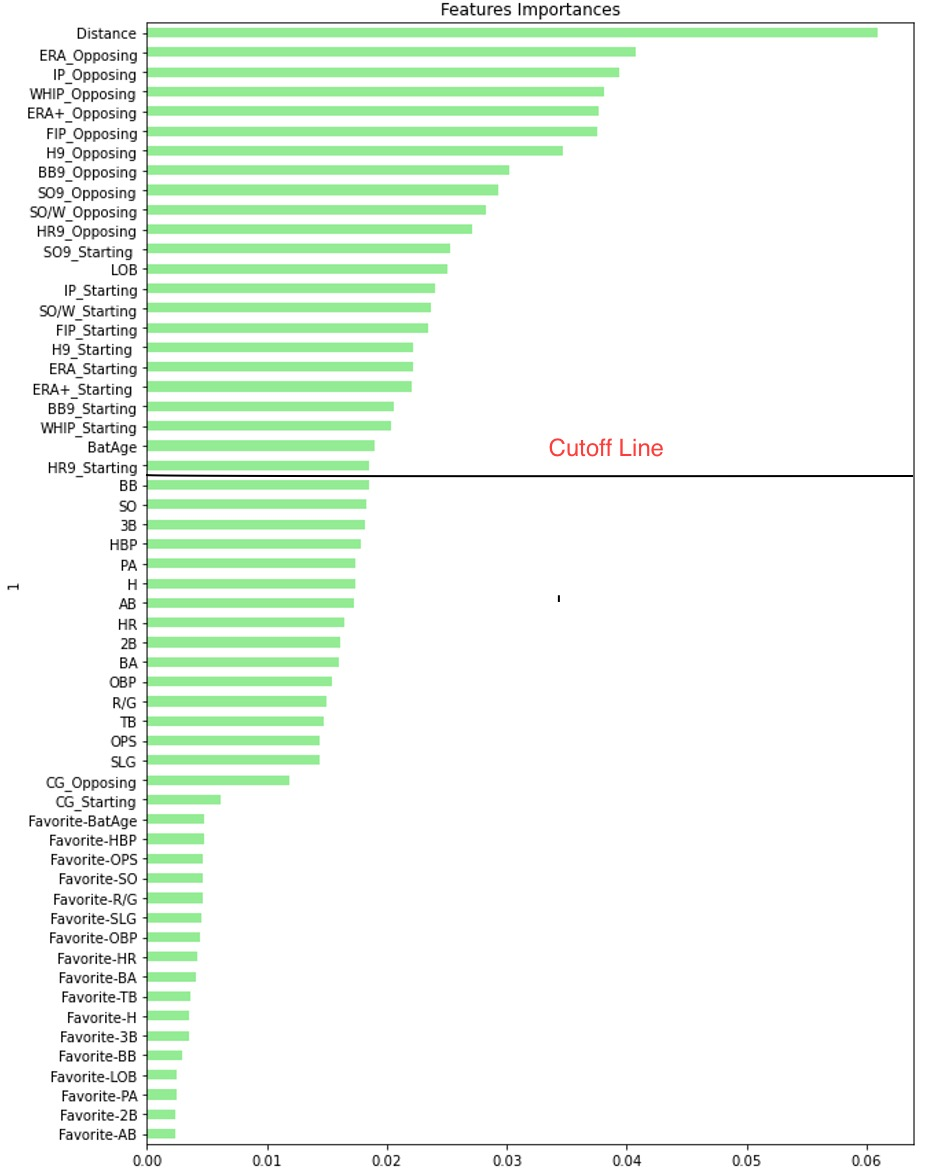 Features Importances
Distance
ERA_Opposing
IP_Opposing
WHIP_Opposing
ERA+_Opposing
FIP_Opposing
H9_Opposing
BB9_Opposing
SO9_Opposing
SO/W_Opposing
HR9_Opposing
SO9_Starting
LOB
IP_Starting
SO/W_Starting
FIP_Starting
H9_Starting
ERA_Starting
ERA+_Starting
BB9_Starting
WHIP_Starting
BatAge
Cutoff Line
HR9_Starting
BB
SO
3B
HBP
PA
1
H
AB
HR
2B
BA
OBP
R/G
TB
OPS
SLG
CG_Opposing
CG_Starting
Favorite-BatAge
Favorite-HBP
Favorite-OPS
Favorite-SO
Favorite-R/G
Favorite-SLG
Favorite-OBP
Favorite-HR
Favorite-BA
Favorite-TB
Favorite-H
Favorite-3B
Favorite-BB
Favorite-LOB
Favorite-PA
Favorite-2B
Favorite-AB
0.00 0.01 0.02 0.03 0.04 0.05 0.06